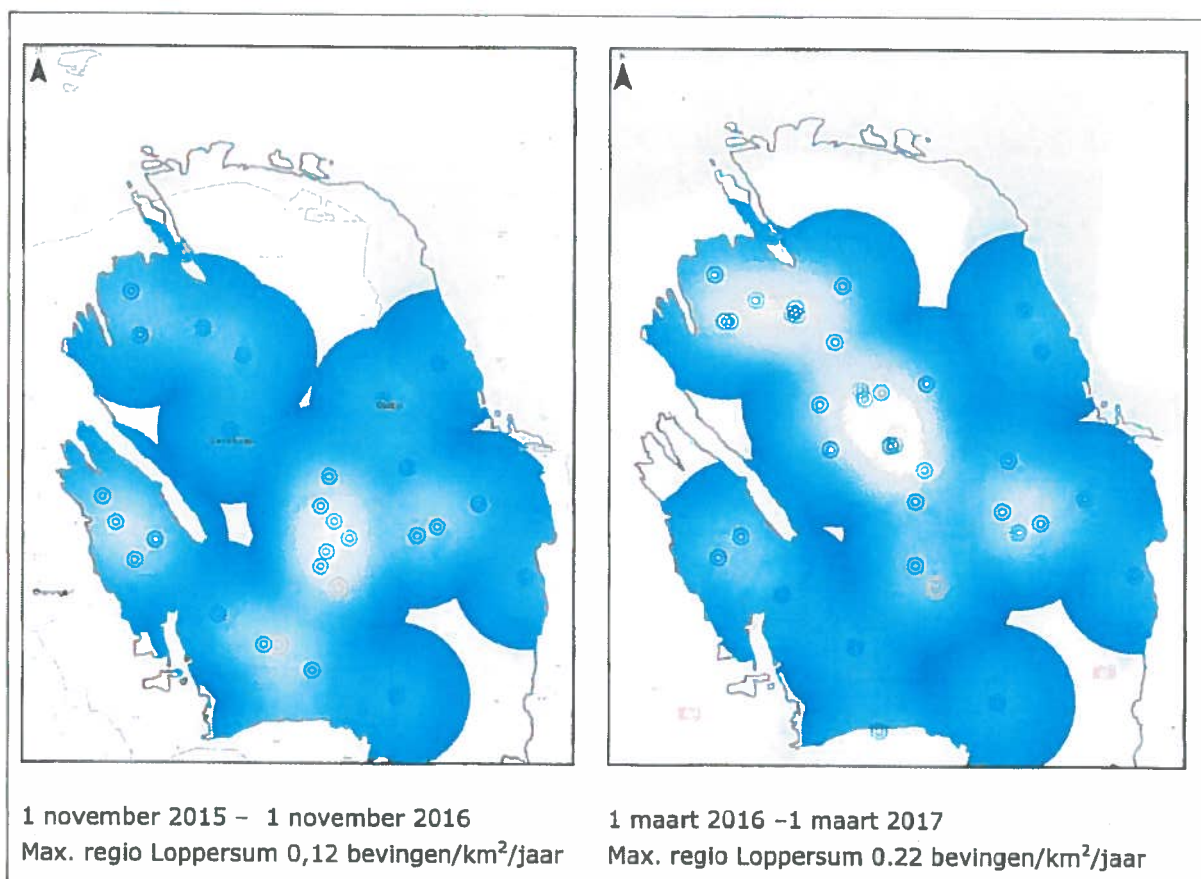 1 november 2015 – 1 november 2016
Max. regio Loppersum 0,12 bevingen/km²/jaar
1 maart 2016 –1 maart 2017
Max. regio Loppersum 0.22 bevingen/km²/jaar